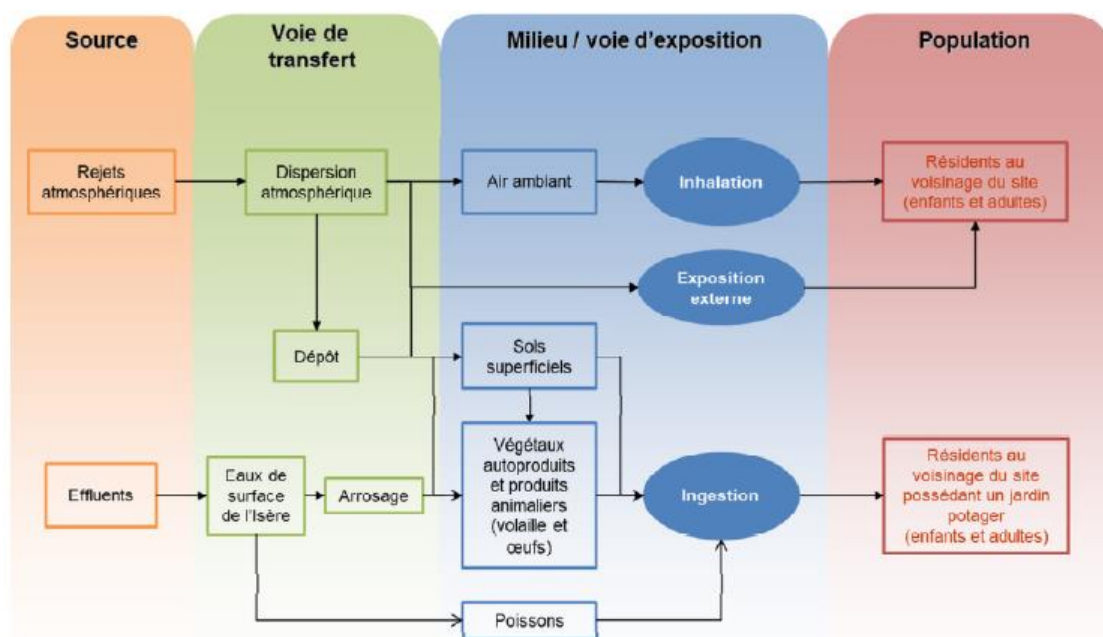 Source
Voie de
transfert
Milieu / voie d'exposition
Population
Rejets
atmosphériques
Dispersion
atmosphérique
Air ambiant
Inhalation
Résidents au
voisinage du site
(enfants et adultes)
Exposition
externe
Dépôt
Sols
superficiels
Effluents
Eaux de
surface
de l'Isère
Arrosage
Végétaux
autoproduits
et produits
animaliers
(volaille et
œufs)
Ingestion
Résidents au
voisinage du site
possédant un jardin
potager
(enfants et adultes)
Poissons